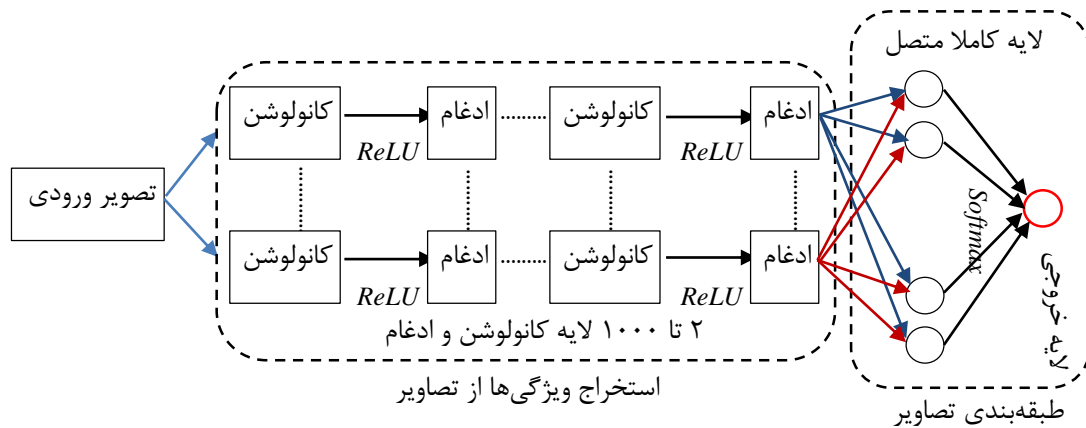 لایه کاملا متصل
کانولوشن
ReLU
ادغام
کانولوشن
ReLU
ادغام
تصویر ورودی
Softmax
لایه خروجی
کانولوشن
ReLU
ادغام
کانولوشن
ReLU
ادغام
۲ تا ۱۰۰۰ لایه کانولوشن و ادغام
استخراج ویژگی‌ها از تصاویر
طبقه‌بندی تصاویر